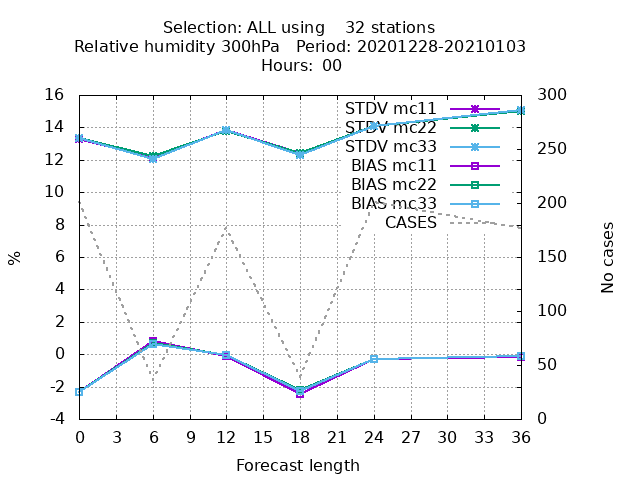 Selection: ALL using    32 stations
Relative humidity 300hPa   Period: 20201228-20210103
Hours: 00
16
14
12
10
8
6
4
2
0
-2
-4
%
300
250
200
150
100
50
0
No cases
STDV mc11
STDV mc22
STDV mc33
BIAS mc11
BIAS mc22
BIAS mc33
CASES
0 3 6 9 12 15 18 21 24 27 30 33 36
Forecast length